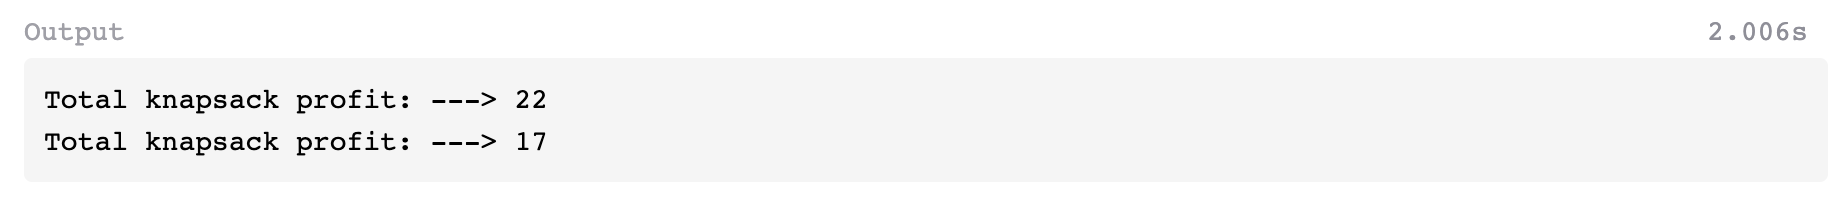 Output 2.006s
Total knapsack profit: ---> 22
Total knapsack profit: ---> 17